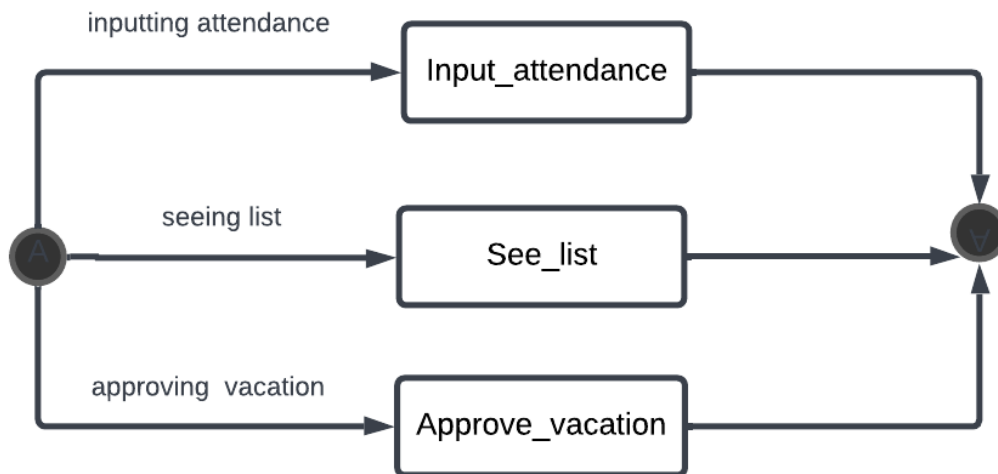 inputting attendance
Input_attendance
seeing list
A
See_list
A
approving vacation
Approve_vacation